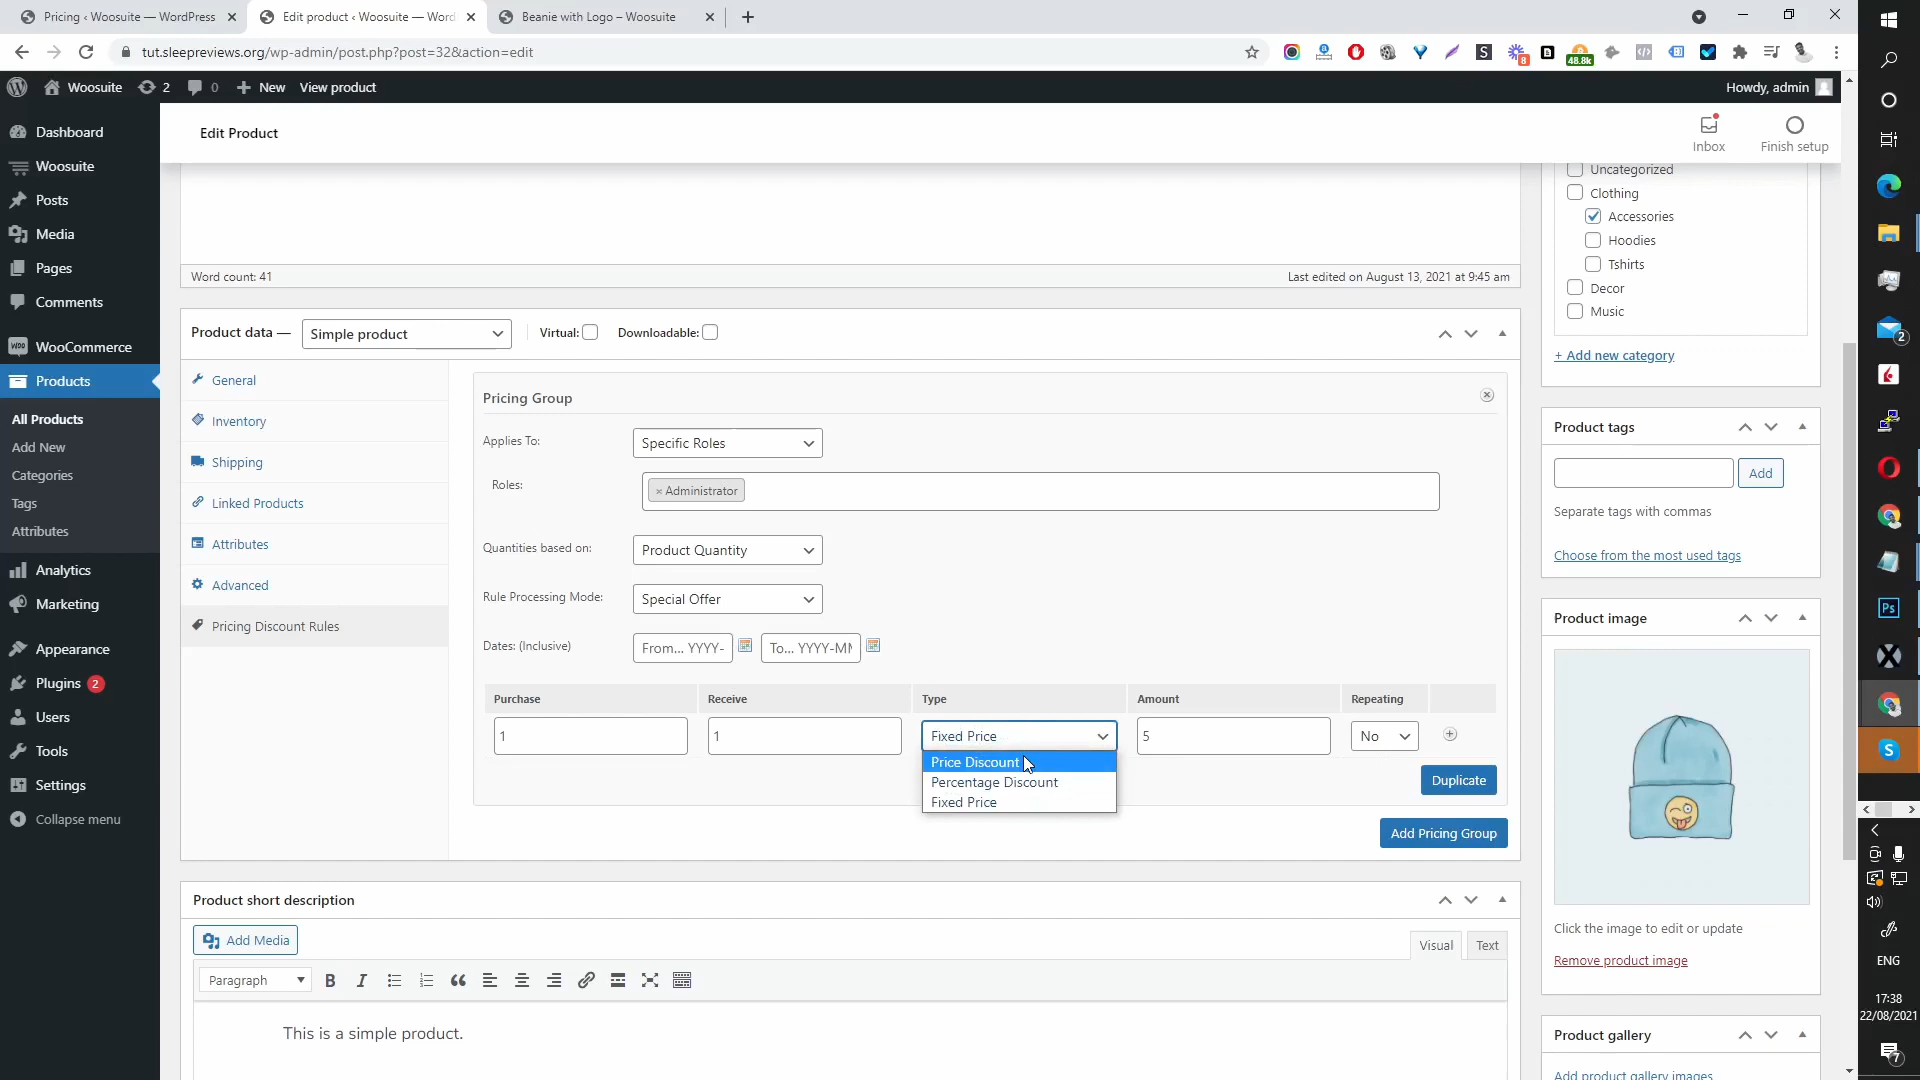 Pricing ‹ Woosuite — WordPress
Edit product ‹ Woosuite — Word
Beanie with Logo – Woosuite
tut.sleepreviews.org/wp-admin/post.php?post=32&action=edit
8
48.8k
Woosuite
2
0
New
View product
Howdy, admin
Dashboard
Woosuite
Posts
Media
Pages
Comments
WooCommerce
Products
All Products
Add New
Categories
Tags
Attributes
Analytics
Marketing
Appearance
Plugins 2
Users
Tools
Settings
Collapse menu
Edit Product
Inbox
Finish setup
Word count: 41
Last edited on August 13, 2021 at 9:45 am
Product data —
Simple product
Virtual:
Downloadable:
General
Inventory
Shipping
Linked Products
Attributes
Advanced
Pricing Discount Rules
Pricing Group
Applies To:
Specific Roles
Roles:
× Administrator
Quantities based on:
Product Quantity
Rule Processing Mode:
Special Offer
Dates: (Inclusive)
From... YYYY-
To... YYYY-MM
Purchase
Receive
Type
Amount
Repeating
1
1
Fixed Price
5
No
Price Discount
Percentage Discount
Fixed Price
Duplicate
Add Pricing Group
Product short description
Add Media
Visual
Text
Paragraph
B
I
This is a simple product.
Uncategorized
Clothing
Accessories
Hoodies
Tshirts
Decor
Music
+ Add new category
Product tags
Add
Separate tags with commas
Choose from the most used tags
Product image
Click the image to edit or update
Remove product image
Product gallery
Add product gallery images
2
Ps
ENG
17:38
22/08/2021
7